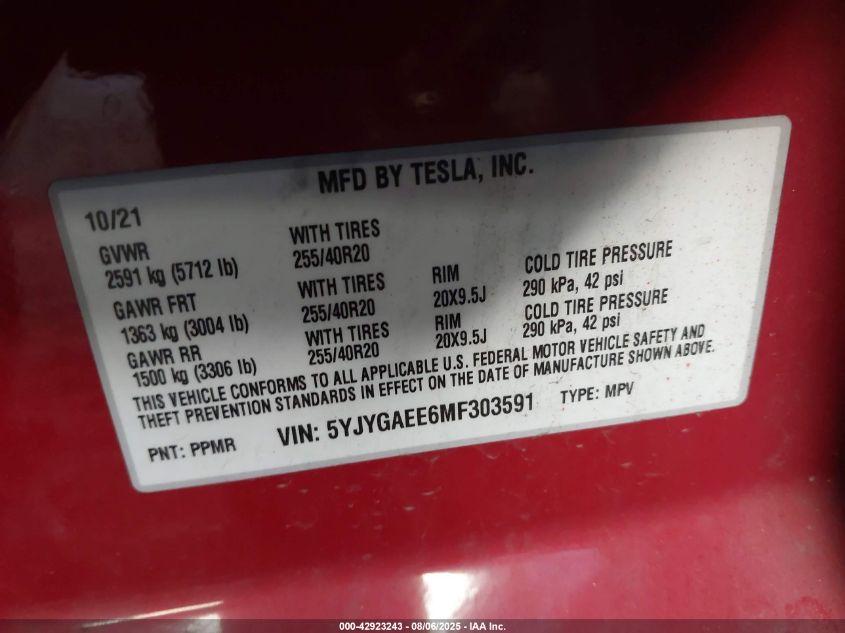 MFD BY TESLA, INC.
10/21
GVWR WITH TIRES
2591 kg (5712 lb) 255/40R20
GAWR FRT WITH TIRES RIM COLD TIRE PRESSURE
1363 kg (3004 lb) 255/40R20 20X9.5J 290 kPa, 42 psi
GAWR RR WITH TIRES RIM COLD TIRE PRESSURE
1500 kg (3306 lb) 255/40R20 20X9.5J 290 kPa, 42 psi
THIS VEHICLE CONFORMS TO ALL APPLICABLE U.S. FEDERAL MOTOR VEHICLE SAFETY AND
THEFT PREVENTION STANDARDS IN EFFECT ON THE DATE OF MANUFACTURE SHOWN ABOVE.
PNT: PPMR VIN: 5YJYGAEE6MF303591 TYPE: MPV
000-42923243 - 08/06/2025 - IAA Inc.